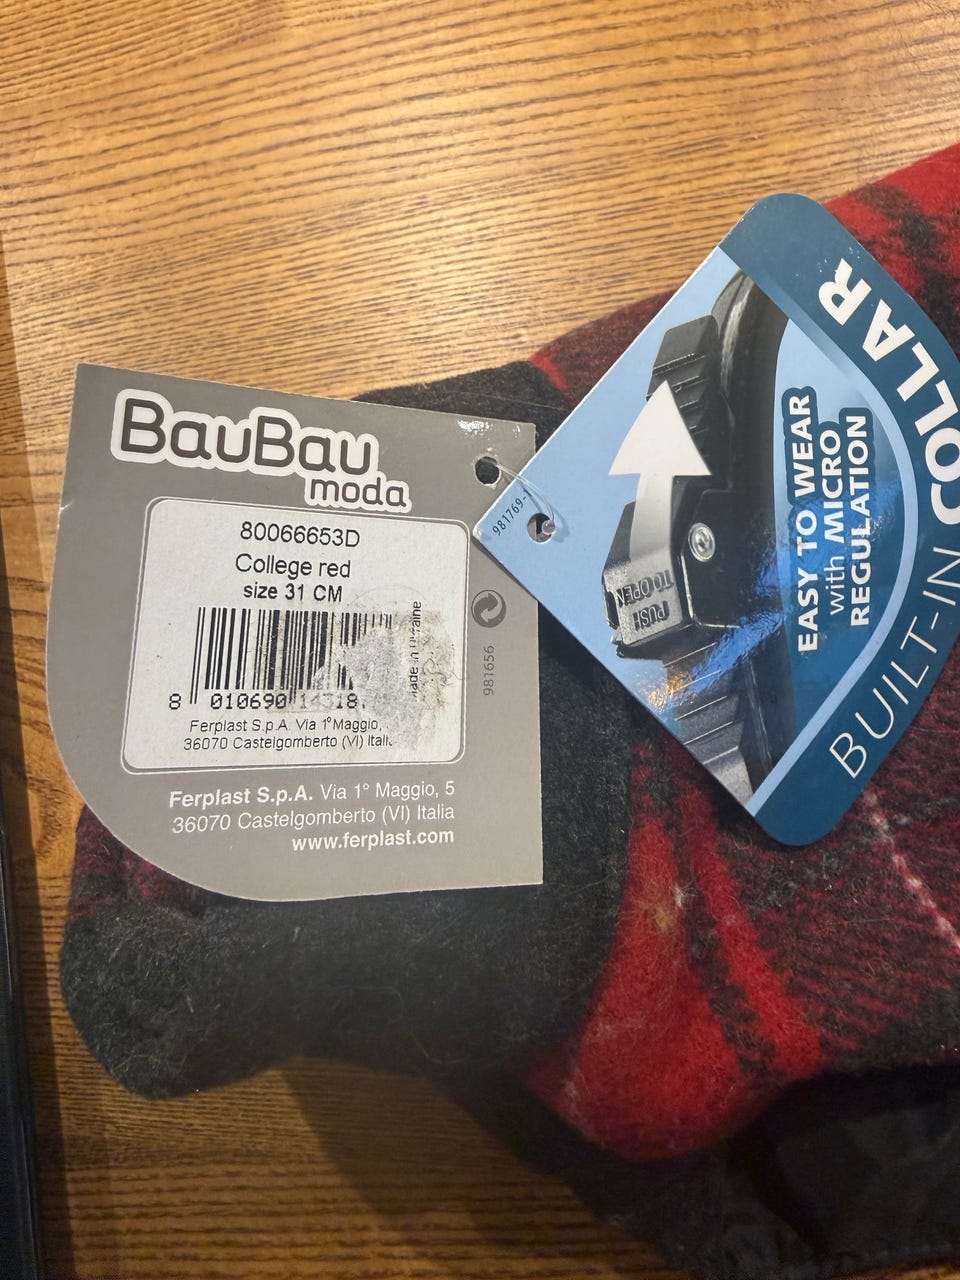 BauBau
moda
80066653D
College red
size 31 CM
8 010690
Made in Ukraine
Ferplast S.p.A. Via 1° Maggio,
36070 Castelgomberto (VI)
981656
Ferplast S.p.A. Via 1° Maggio, 5
36070 Castelgomberto (VI) Italia
www.ferplast.com
981769-1
PUSH
TO OPEN
EASY TO WEAR
with MICRO
REGULATION
BUILT-IN COLLAR